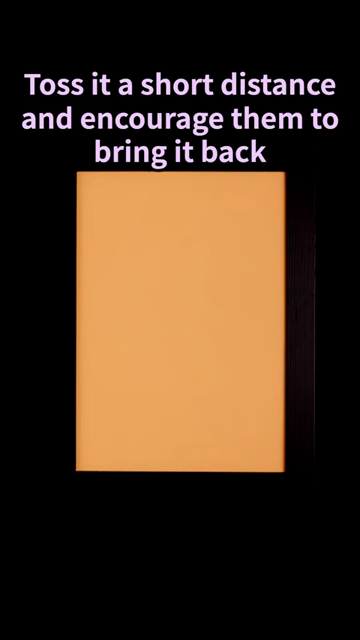 Toss it a short distance
and encourage them to
bring it back